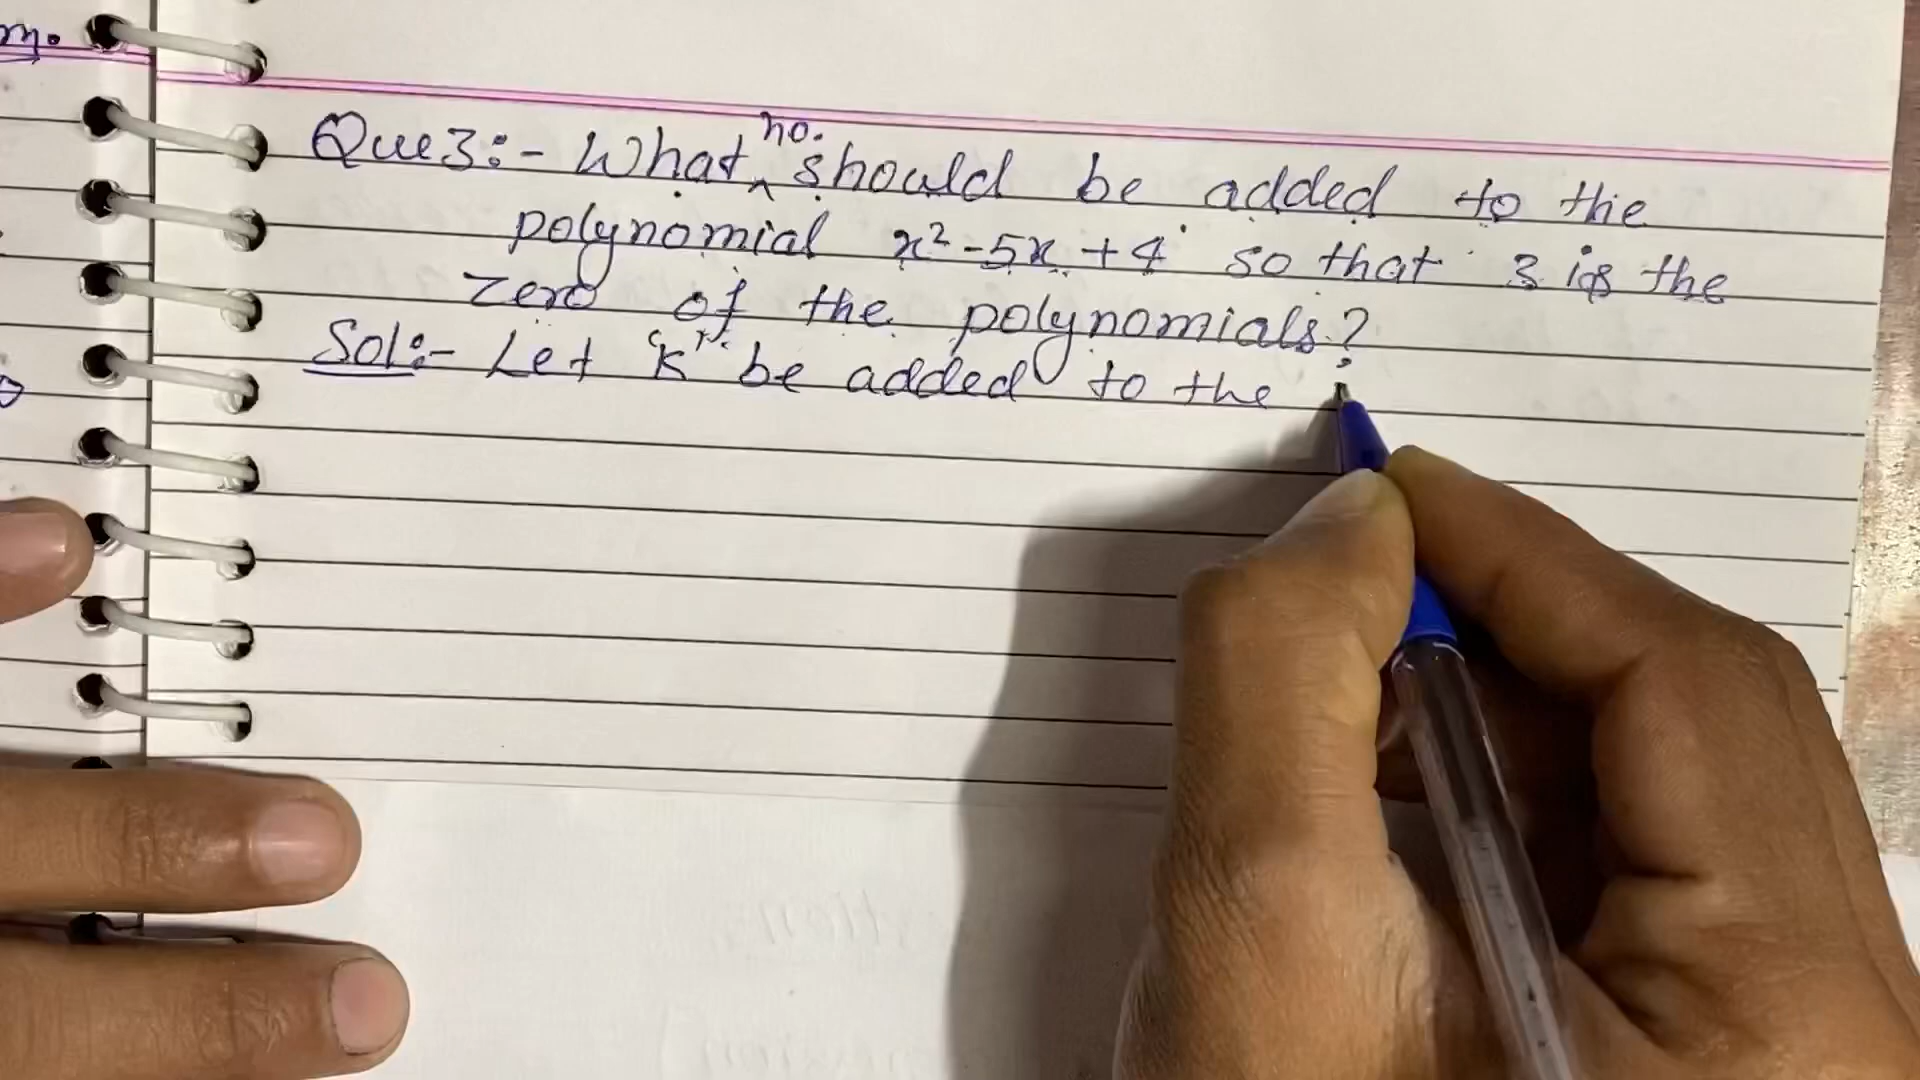 m.
Que3:- What no. should be added to the
polynomial x² - 5x + 4 so that 3 is the
zero of the polynomials?
Sol:- Let 'K' be added to the